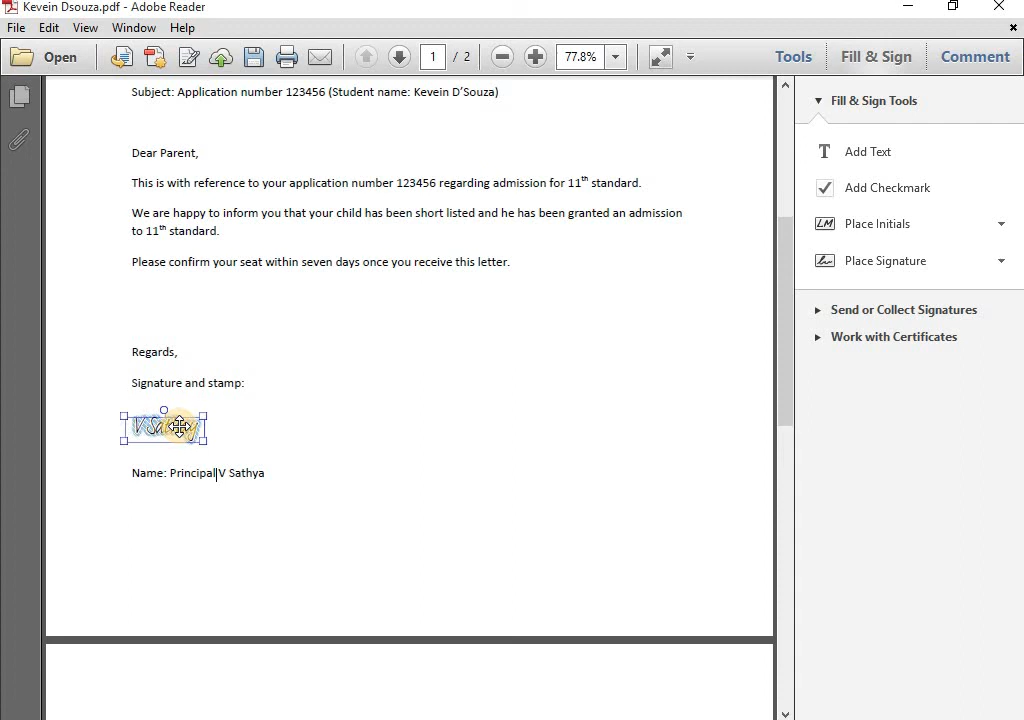 Kevein Dsouza.pdf - Adobe Reader
File Edit View Window Help
Open 1 / 2 77.8% Tools Fill & Sign Comment
Subject: Application number 123456 (Student name: Kevein D'Souza)
Dear Parent,
This is with reference to your application number 123456 regarding admission for 11th standard.
We are happy to inform you that your child has been short listed and he has been granted an admission
to 11th standard.
Please confirm your seat within seven days once you receive this letter.
Regards,
Signature and stamp:
Name: Principal V Sathya
Fill & Sign Tools
T Add Text
Add Checkmark
LM Place Initials
Place Signature
Send or Collect Signatures
Work with Certificates